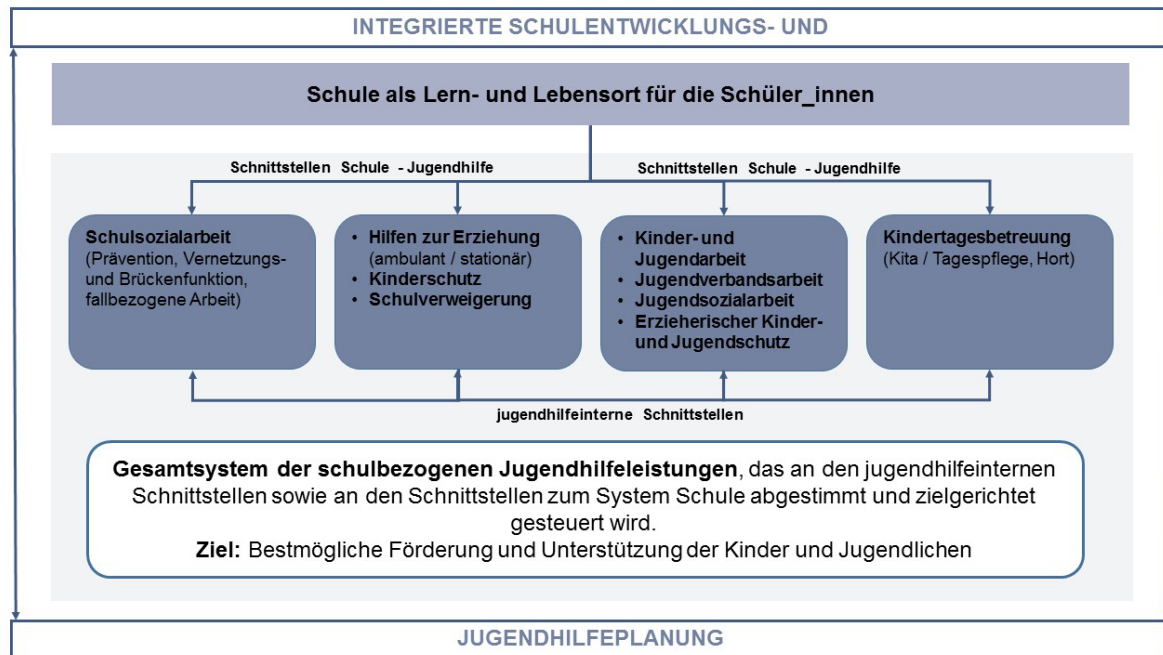 INTEGRIERTE SCHULENTWICKLUNGS- UND
Schule als Lern- und Lebensort für die Schüler_innen
Schnittstellen Schule - Jugendhilfe
Schnittstellen Schule - Jugendhilfe
Schulsozialarbeit
(Prävention, Vernetzungs-
und Brückenfunktion,
fallbezogene Arbeit)
• Hilfen zur Erziehung
(ambulant / stationär)
• Kinderschutz
• Schulverweigerung
• Kinder- und
Jugendarbeit
• Jugendverbandsarbeit
• Jugendsozialarbeit
• Erzieherischer Kinder-
und Jugendschutz
Kindertagesbetreuung
(Kita / Tagespflege, Hort)
jugendhilfeinterne Schnittstellen
Gesamtsystem der schulbezogenen Jugendhilfeleistungen, das an den jugendhilfeinternen
Schnittstellen sowie an den Schnittstellen zum System Schule abgestimmt und zielgerichtet
gesteuert wird.
Ziel: Bestmögliche Förderung und Unterstützung der Kinder und Jugendlichen
JUGENDHILFEPLANUNG